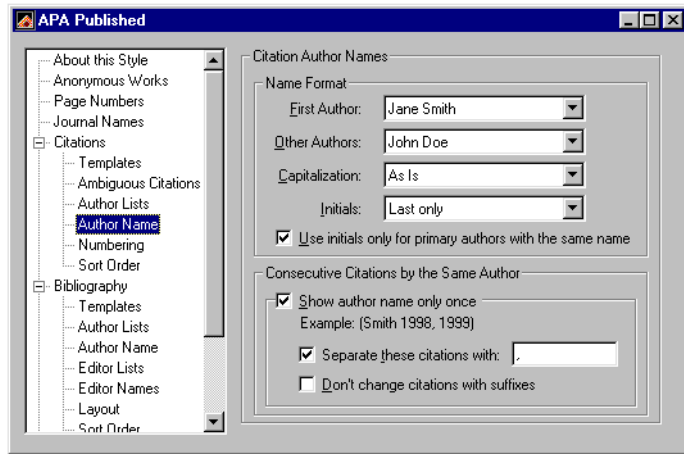 APA Published
About this Style
Anonymous Works
Page Numbers
Journal Names
Citations
Templates
Ambiguous Citations
Author Lists
Author Name
Numbering
Sort Order
Bibliography
Templates
Author Lists
Author Name
Editor Lists
Editor Names
Layout
Sort Order
Citation Author Names
Name Format
First Author: Jane Smith
Other Authors: John Doe
Capitalization: As Is
Initials: Last only
Use initials only for primary authors with the same name
Consecutive Citations by the Same Author
Show author name only once
Example: (Smith 1998, 1999)
Separate these citations with: ,
Don't change citations with suffixes